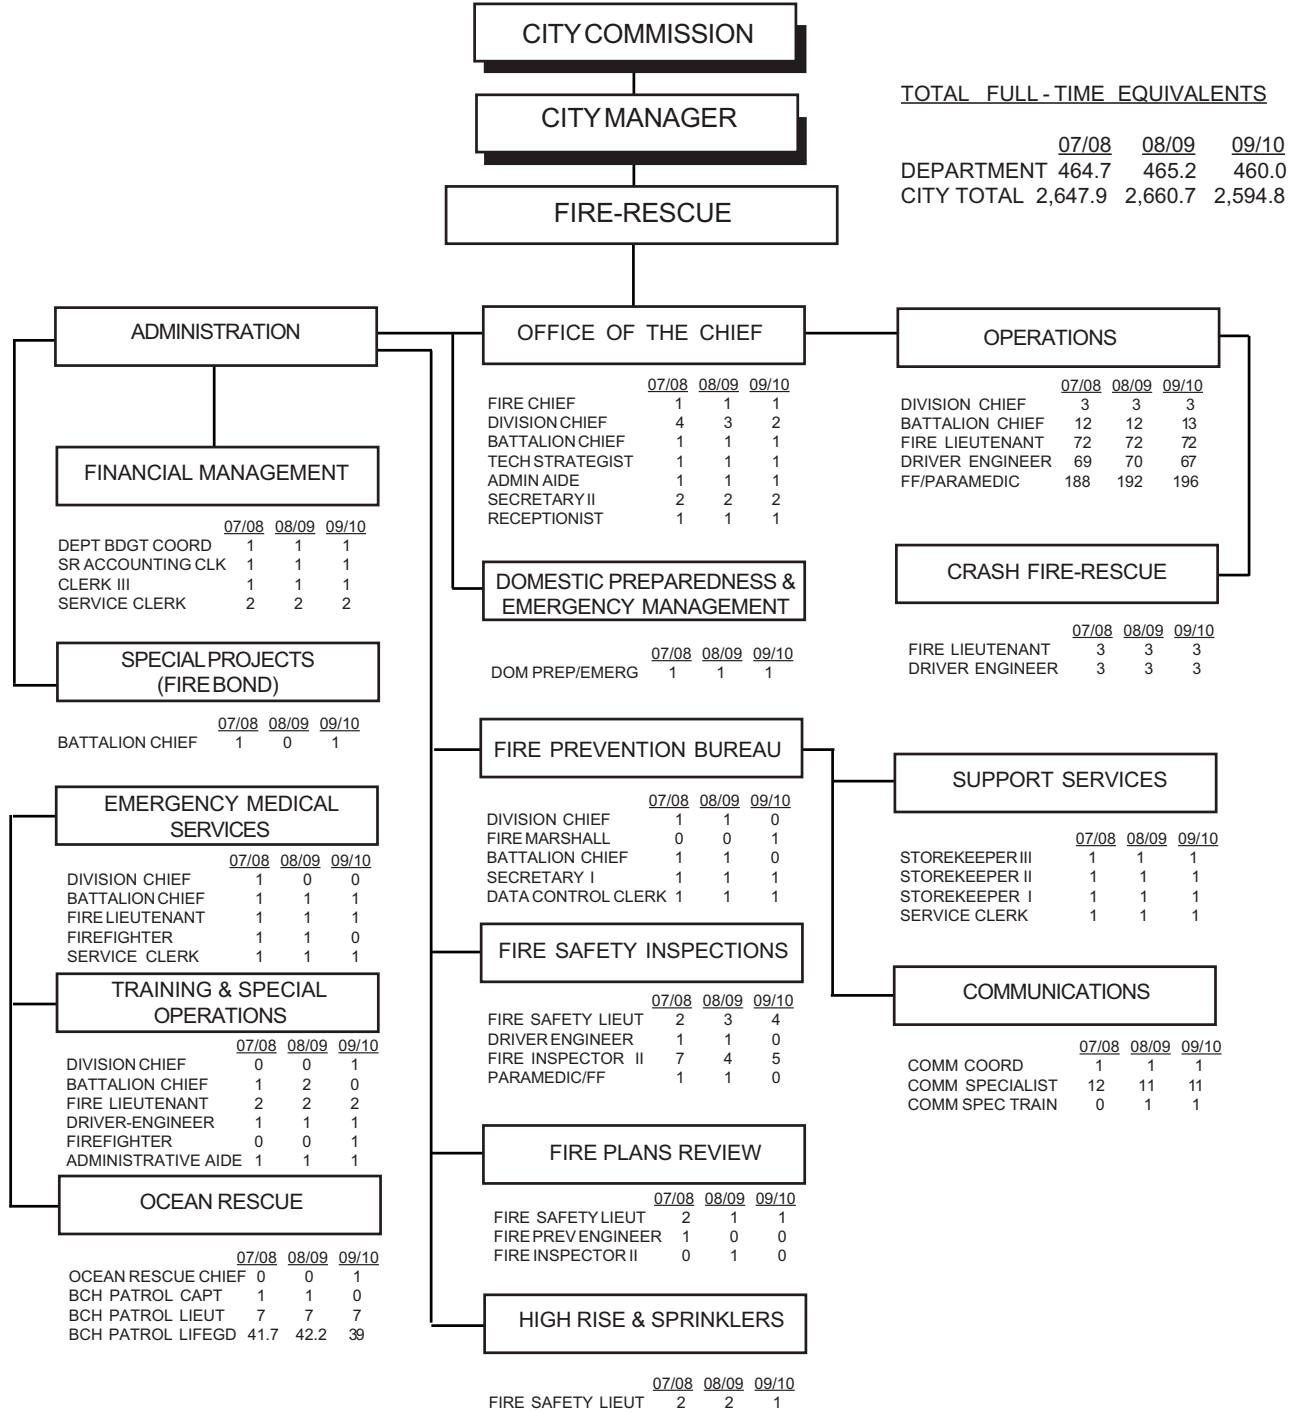 CITY COMMISSION
CITY MANAGER
FIRE-RESCUE
TOTAL FULL - TIME EQUIVALENTS
07/08 08/09 09/10
DEPARTMENT 464.7 465.2 460.0
CITY TOTAL 2,647.9 2,660.7 2,594.8
ADMINISTRATION
FINANCIAL MANAGEMENT
07/08 08/09 09/10
DEPT BDGT COORD 1 1 1
SR ACCOUNTING CLK 1 1 1
CLERK III 1 1 1
SERVICE CLERK 2 2 2
SPECIAL PROJECTS
(FIRE BOND)
07/08 08/09 09/10
BATTALION CHIEF 1 0 1
EMERGENCY MEDICAL
SERVICES
07/08 08/09 09/10
DIVISION CHIEF 1 0 0
BATTALION CHIEF 1 1 1
FIRE LIEUTENANT 1 1 1
FIREFIGHTER 1 1 0
SERVICE CLERK 1 1 1
TRAINING & SPECIAL
OPERATIONS
07/08 08/09 09/10
DIVISION CHIEF 0 0 1
BATTALION CHIEF 1 2 0
FIRE LIEUTENANT 2 2 2
DRIVER-ENGINEER 1 1 1
FIREFIGHTER 0 0 1
ADMINISTRATIVE AIDE 1 1 1
OCEAN RESCUE
07/08 08/09 09/10
OCEAN RESCUE CHIEF 0 0 1
BCH PATROL CAPT 1 1 0
BCH PATROL LIEUT 7 7 7
BCH PATROL LIFEGD 41.7 42.2 39
OFFICE OF THE CHIEF
07/08 08/09 09/10
FIRE CHIEF 1 1 1
DIVISION CHIEF 4 3 2
BATTALION CHIEF 1 1 1
TECH STRATEGIST 1 1 1
ADMIN AIDE 1 1 1
SECRETARY II 2 2 2
RECEPTIONIST 1 1 1
DOMESTIC PREPAREDNESS &
EMERGENCY MANAGEMENT
07/08 08/09 09/10
DOM PREP/EMERG 1 1 1
FIRE PREVENTION BUREAU
07/08 08/09 09/10
DIVISION CHIEF 1 1 0
FIRE MARSHALL 0 0 1
BATTALION CHIEF 1 1 0
SECRETARY I 1 1 1
DATA CONTROL CLERK 1 1 1
FIRE SAFETY INSPECTIONS
07/08 08/09 09/10
FIRE SAFETY LIEUT 2 3 4
DRIVER ENGINEER 1 1 0
FIRE INSPECTOR II 7 4 5
PARAMEDIC/FF 1 1 0
FIRE PLANS REVIEW
07/08 08/09 09/10
FIRE SAFETY LIEUT 2 1 1
FIRE PREV ENGINEER 1 0 0
FIRE INSPECTOR II 0 1 0
HIGH RISE & SPRINKLERS
07/08 08/09 09/10
FIRE SAFETY LIEUT 2 2 1
OPERATIONS
07/08 08/09 09/10
DIVISION CHIEF 3 3 3
BATTALION CHIEF 12 12 13
FIRE LIEUTENANT 72 72 72
DRIVER ENGINEER 69 70 67
FF/PARAMEDIC 188 192 196
CRASH FIRE-RESCUE
07/08 08/09 09/10
FIRE LIEUTENANT 3 3 3
DRIVER ENGINEER 3 3 3
SUPPORT SERVICES
07/08 08/09 09/10
STOREKEEPER III 1 1 1
STOREKEEPER II 1 1 1
STOREKEEPER I 1 1 1
SERVICE CLERK 1 1 1
COMMUNICATIONS
07/08 08/09 09/10
COMM COORD 1 1 1
COMM SPECIALIST 12 11 11
COMM SPEC TRAIN 0 1 1